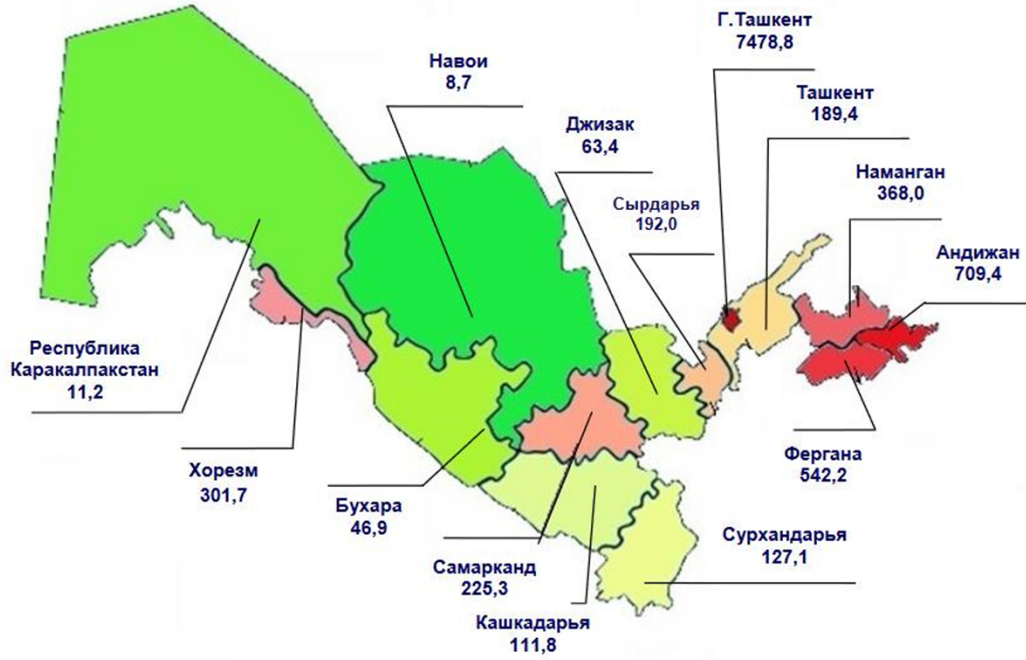 Г.Ташкент
7478,8
Навои
8,7
Ташкент
189,4
Джизак
63,4
Наманган
368,0
Сырдарья
192,0
Андижан
709,4
Республика
Каракалпакстан
11,2
Хорезм
301,7
Бухара
46,9
Фергана
542,2
Сурхандарья
127,1
Самарканд
225,3
Кашкадарья
111,8